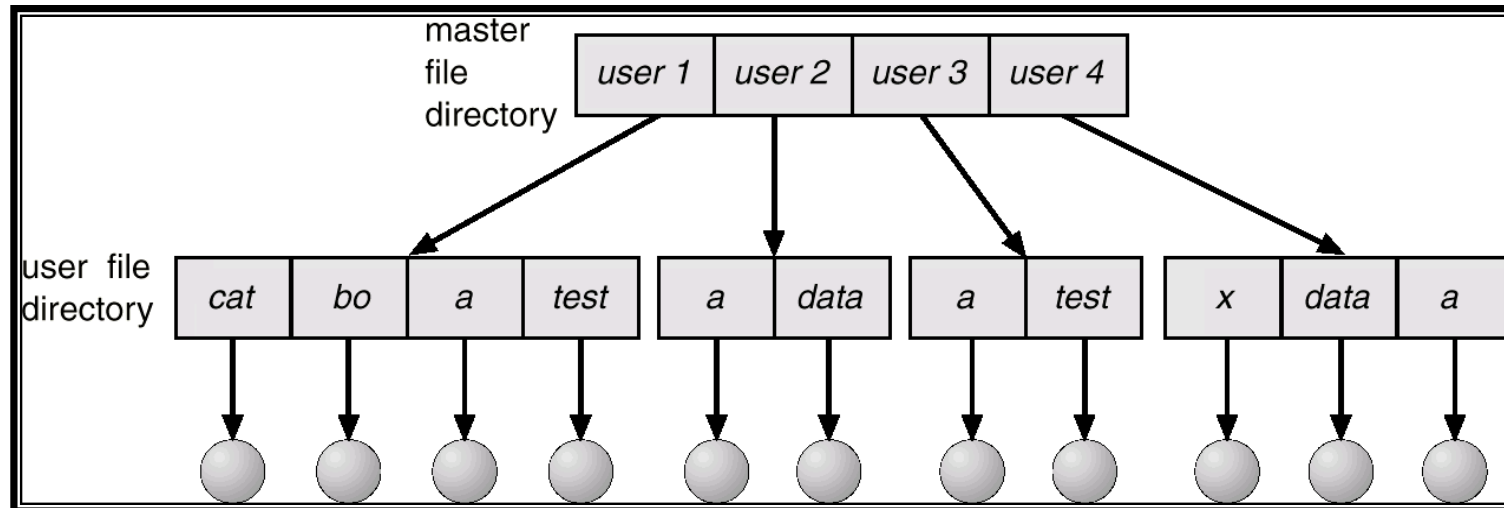 master
file
directory
user 1 user 2 user 3 user 4
user file
directory
cat bo a test a data a test x data a